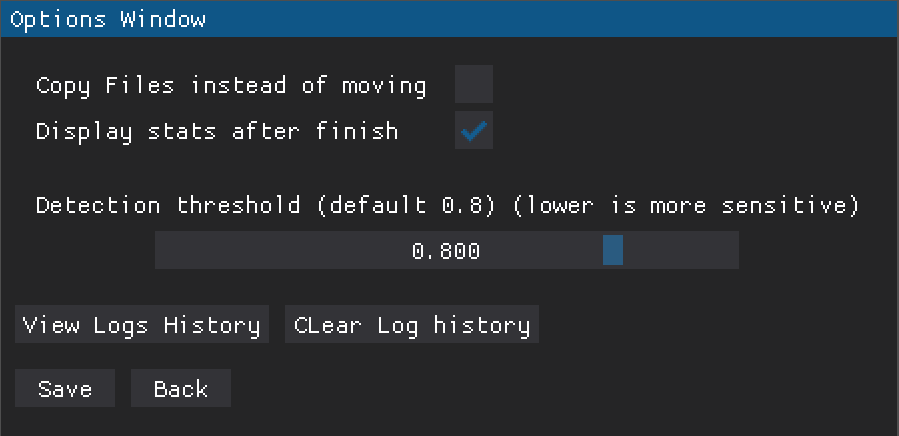 Options Window
Copy Files instead of moving
Display stats after finish
Detection threshold (default 0.8) (lower is more sensitive)
0.800
View Logs History CLear Log history
Save Back